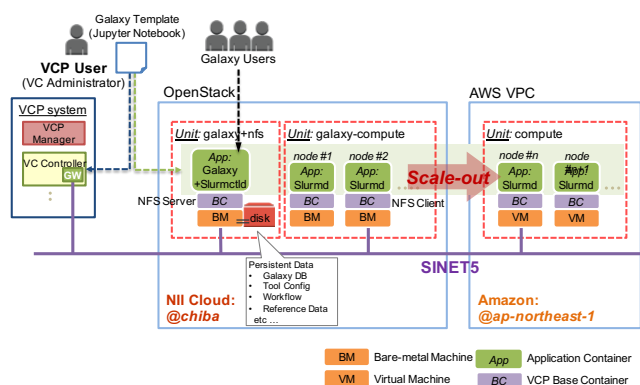 Galaxy Template
(Jupyter Notebook)
VCP User
(VC Administrator)
Galaxy Users
OpenStack
AWS VPC
VCP system
VCP
Manager
VC Controller
GW
Unit: galaxy+nfs
App:
Galaxy
+Slurmctld
NFS Server
BC
BM
disk
Unit: galaxy-compute
node #1
node #2
App:
Slurmd
App:
Slurmd
BC
BC
BM
BM
NFS Client
Scale-out
Unit: compute
node #n
node
#n+1
App:
Slurmd
App:
Slurmd
BC
BC
VM
VM
SINET5
Persistent Data
• Galaxy DB
• Tool Config
• Workflow
• Reference Data
etc ...
NII Cloud:
@chiba
Amazon:
@ap-northeast-1
BM Bare-metal Machine
App Application Container
VM Virtual Machine
BC VCP Base Container